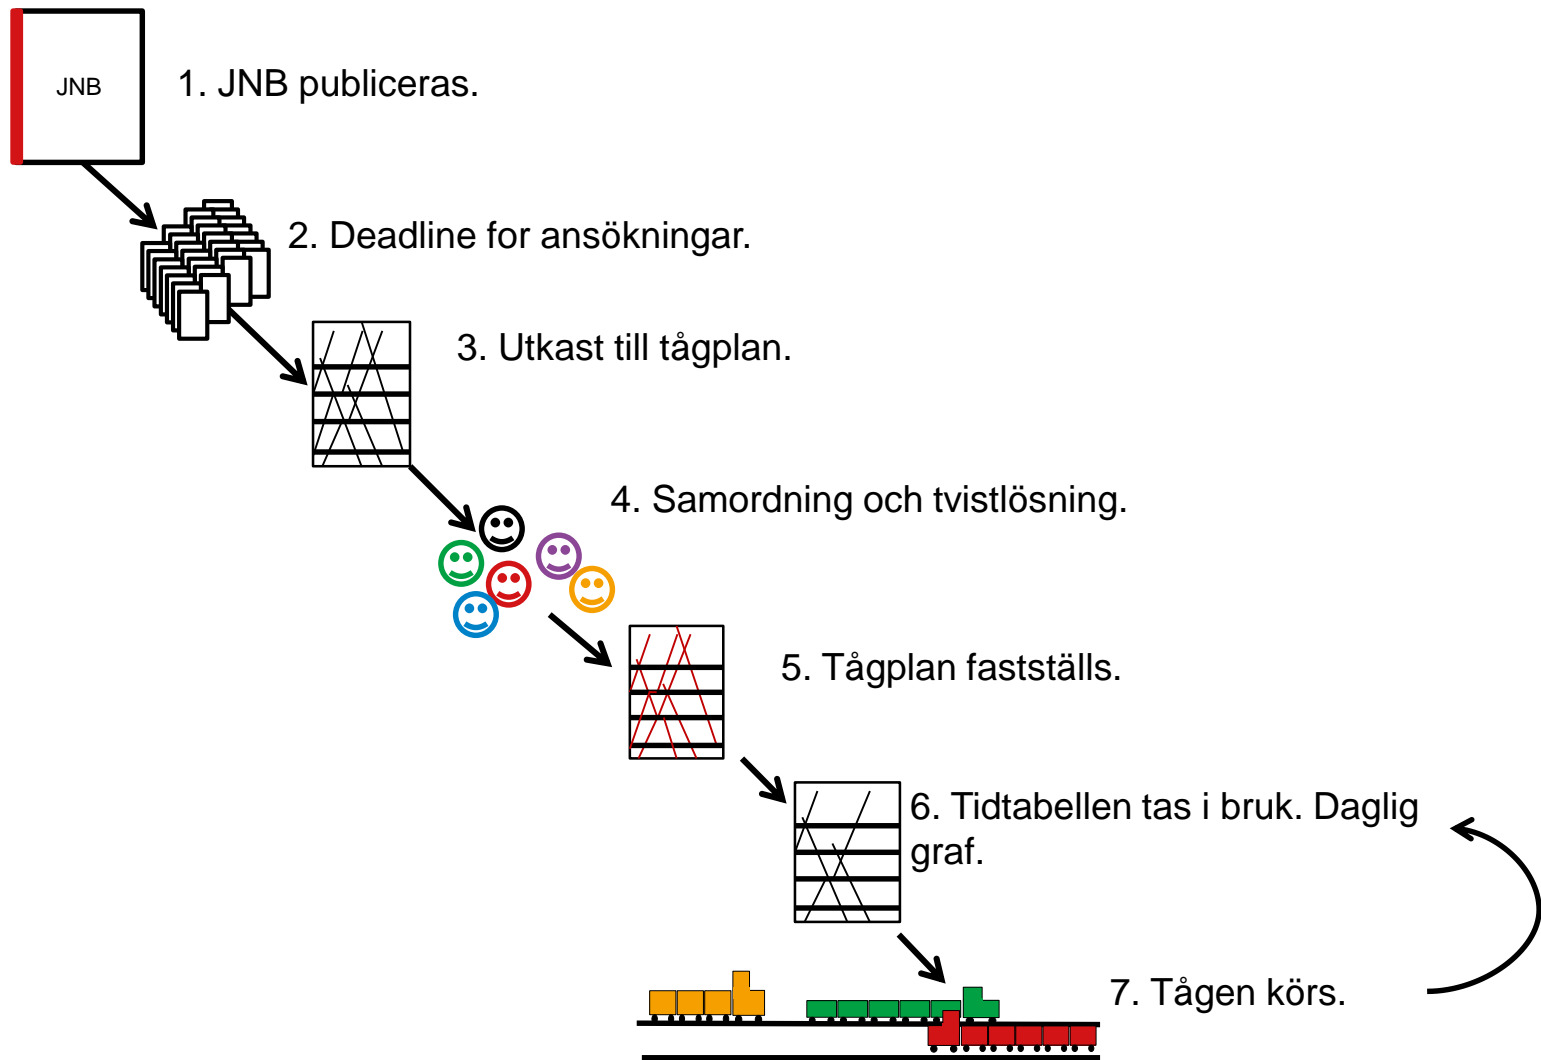 JNB
1. JNB publiceras.
2. Deadline for ansökningar.
3. Utkast till tågplan.
4. Samordning och tvistlösning.
5. Tågplan fastställs.
6. Tidtabellen tas i bruk. Daglig
graf.
7. Tågen körs.